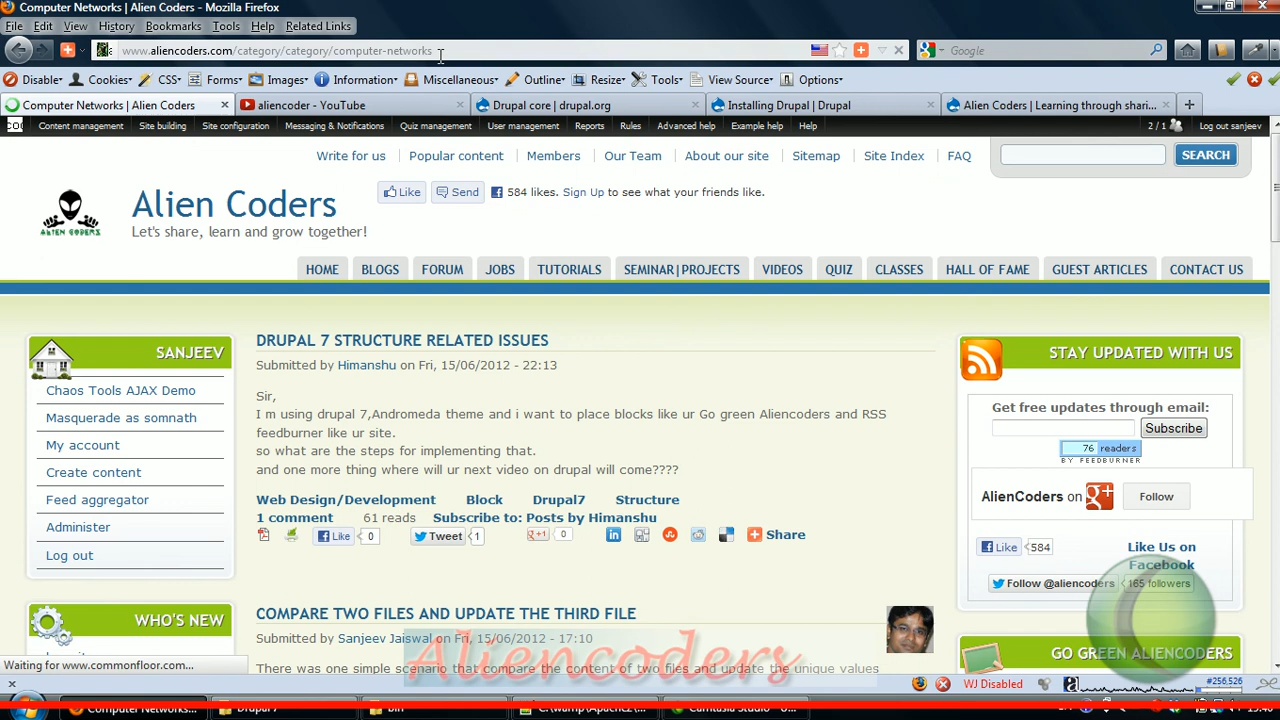 Computer Networks | Alien Coders - Mozilla Firefox
File Edit View History Bookmarks Tools Help Related Links
www.aliencoders.com/category/category/computer-networks
Google
Disable Cookies CSS Forms Images Information Miscellaneous Outline Resize Tools View Source Options
Computer Networks | Alien Coders
aliencoder - YouTube
Drupal core | drupal.org
Installing Drupal | Drupal
Alien Coders | Learning through shari...
Content management Site building Site configuration Messaging & Notifications Quiz management User management Reports Rules Advanced help Example help Help 2 / 1 Log out sanjeev
Write for us Popular content Members Our Team About our site Sitemap Site Index FAQ
SEARCH
ALIEN CODERS
Alien Coders
Let's share, learn and grow together!
Like Send 584 likes. Sign Up to see what your friends like.
HOME BLOGS FORUM JOBS TUTORIALS SEMINAR|PROJECTS VIDEOS QUIZ CLASSES HALL OF FAME GUEST ARTICLES CONTACT US
SANJEEV
Chaos Tools AJAX Demo
Masquerade as somnath
My account
Create content
Feed aggregator
Administer
Log out
WHO'S NEW
DRUPAL 7 STRUCTURE RELATED ISSUES
Submitted by Himanshu on Fri, 15/06/2012 - 22:13
Sir,
I m using drupal 7,Andromeda theme and i want to place blocks like ur Go green Aliencoders and RSS
feedburner like ur site.
so what are the steps for implementing that.
and one more thing where will ur next video on drupal will come????
Web Design/Development Block Drupal7 Structure
1 comment 61 reads Subscribe to: Posts by Himanshu
Like 0 Tweet 1 +1 0 Share
COMPARE TWO FILES AND UPDATE THE THIRD FILE
Submitted by Sanjeev Jaiswal on Fri, 15/06/2012 - 17:10
There was one simple scenario that compare the content of two files and update the unique values
STAY UPDATED WITH US
Get free updates through email:
Subscribe
76 readers
BY FEEDBURNER
AlienCoders on g+ Follow
Like 584 Like Us on
Facebook
Follow @aliencoders 165 followers
GO GREEN ALIENCODERS
Aliencoders
Waiting for www.commonfloor.com...
WJ Disabled
#256,526
Computer Networks...